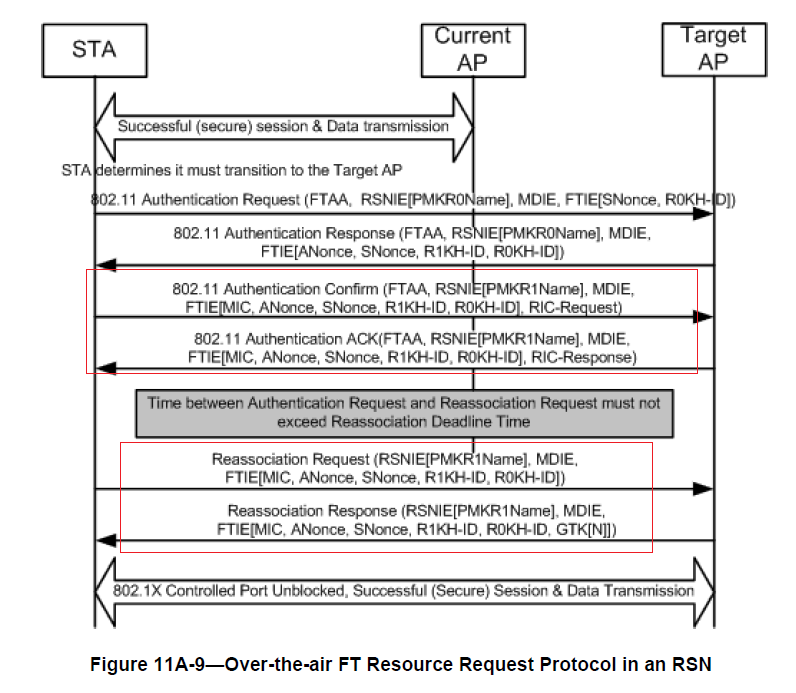 STA
Current
AP
Target
AP
Successful (secure) session & Data transmission
STA determines it must transition to the Target AP
802.11 Authentication Request (FTAA, RSNIE[PMKR0Name], MDIE, FTIE[SNonce, R0KH-ID])
802.11 Authentication Response (FTAA, RSNIE[PMKR0Name], MDIE,
FTIE[ANonce, SNonce, R1KH-ID, R0KH-ID])
802.11 Authentication Confirm (FTAA, RSNIE[PMKR1Name], MDIE,
FTIE[MIC, ANonce, SNonce, R1KH-ID, R0KH-ID], RIC-Request)
802.11 Authentication ACK(FTAA, RSNIE[PMKR1Name], MDIE,
FTIE[MIC, ANonce, SNonce, R1KH-ID, R0KH-ID], RIC-Response)
Time between Authentication Request and Reassociation Request must not
exceed Reassociation Deadline Time
Reassociation Request (RSNIE[PMKR1Name], MDIE,
FTIE[MIC, ANonce, SNonce, R1KH-ID, R0KH-ID])
Reassociation Response (RSNIE[PMKR1Name], MDIE,
FTIE[MIC, ANonce, SNonce, R1KH-ID, R0KH-ID, GTK[N]])
802.1X Controlled Port Unblocked, Successful (Secure) Session & Data Transmission
Figure 11A-9—Over-the-air FT Resource Request Protocol in an RSN